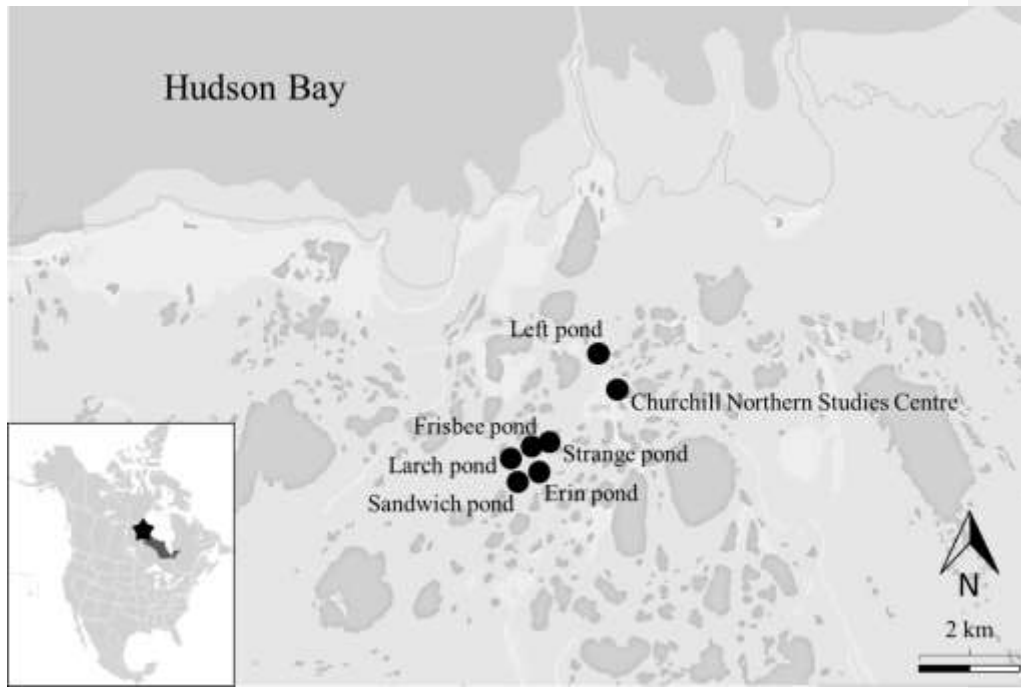 Hudson Bay
Left pond
Churchill Northern Studies Centre
Frisbee pond
Strange pond
Larch pond
Erin pond
Sandwich pond
N
2 km